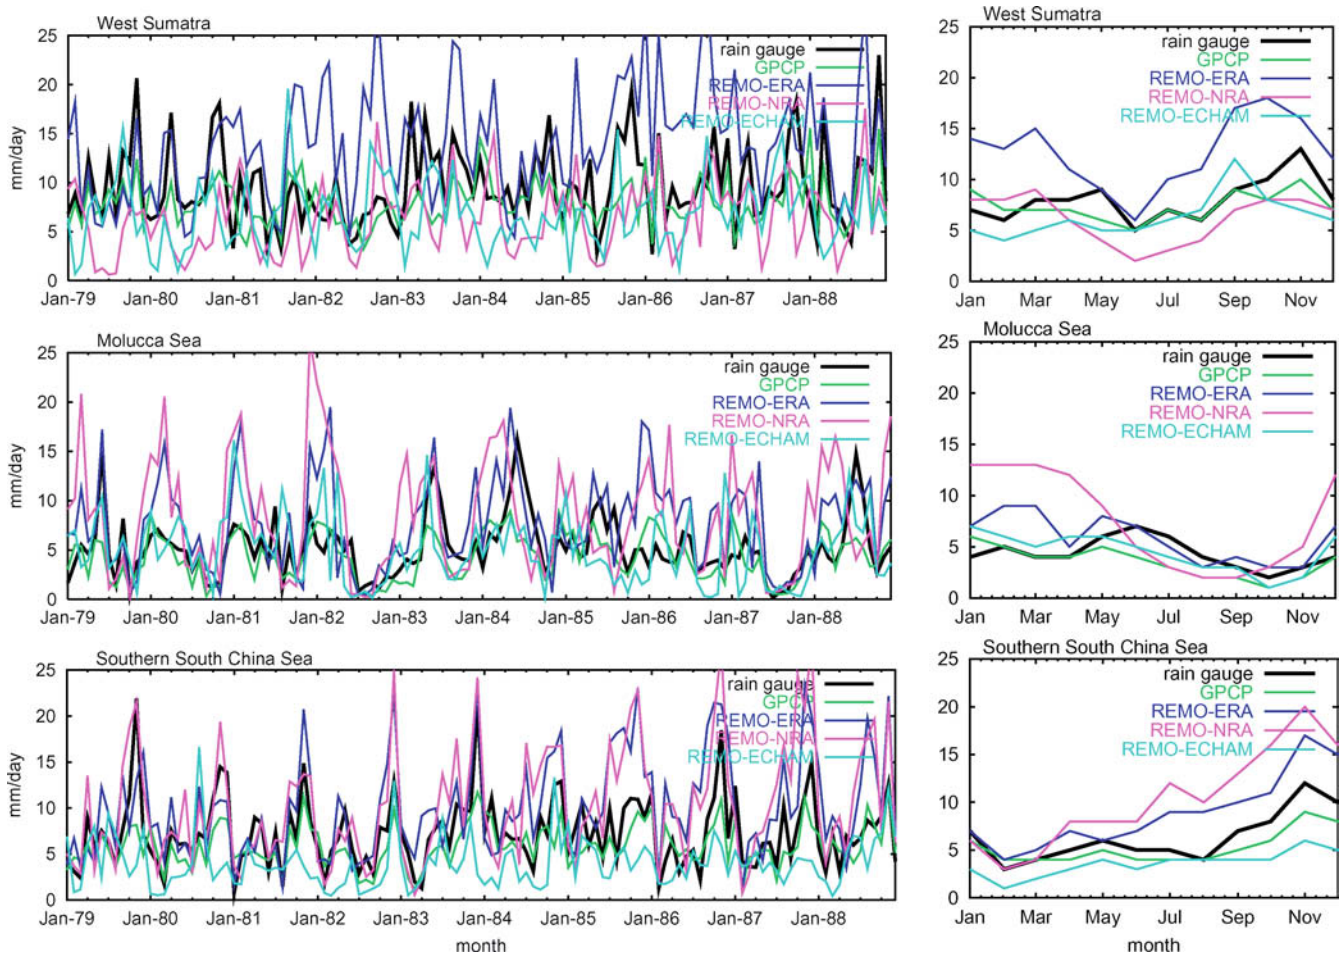 West Sumatra
25
20
15
10
5
0
mm/day
rain gauge
GPCP
REMO-ERA
REMO-NRA
REMO-ECHAM
Jan-79 Jan-80 Jan-81 Jan-82 Jan-83 Jan-84 Jan-85 Jan-86 Jan-87 Jan-88
West Sumatra
25
20
15
10
5
0
rain gauge
GPCP
REMO-ERA
REMO-NRA
REMO-ECHAM
Jan Mar May Jul Sep Nov
Molucca Sea
25
20
15
10
5
0
mm/day
rain gauge
GPCP
REMO-ERA
REMO-NRA
REMO-ECHAM
Jan-79 Jan-80 Jan-81 Jan-82 Jan-83 Jan-84 Jan-85 Jan-86 Jan-87 Jan-88
Molucca Sea
25
20
15
10
5
0
rain gauge
GPCP
REMO-ERA
REMO-NRA
REMO-ECHAM
Jan Mar May Jul Sep Nov
Southern South China Sea
25
20
15
10
5
0
mm/day
rain gauge
GPCP
REMO-ERA
REMO-NRA
REMO-ECHAM
Jan-79 Jan-80 Jan-81 Jan-82 Jan-83 Jan-84 Jan-85 Jan-86 Jan-87 Jan-88
month
Southern South China Sea
25
20
15
10
5
0
rain gauge
GPCP
REMO-ERA
REMO-NRA
REMO-ECHAM
Jan Mar May Jul Sep Nov
month